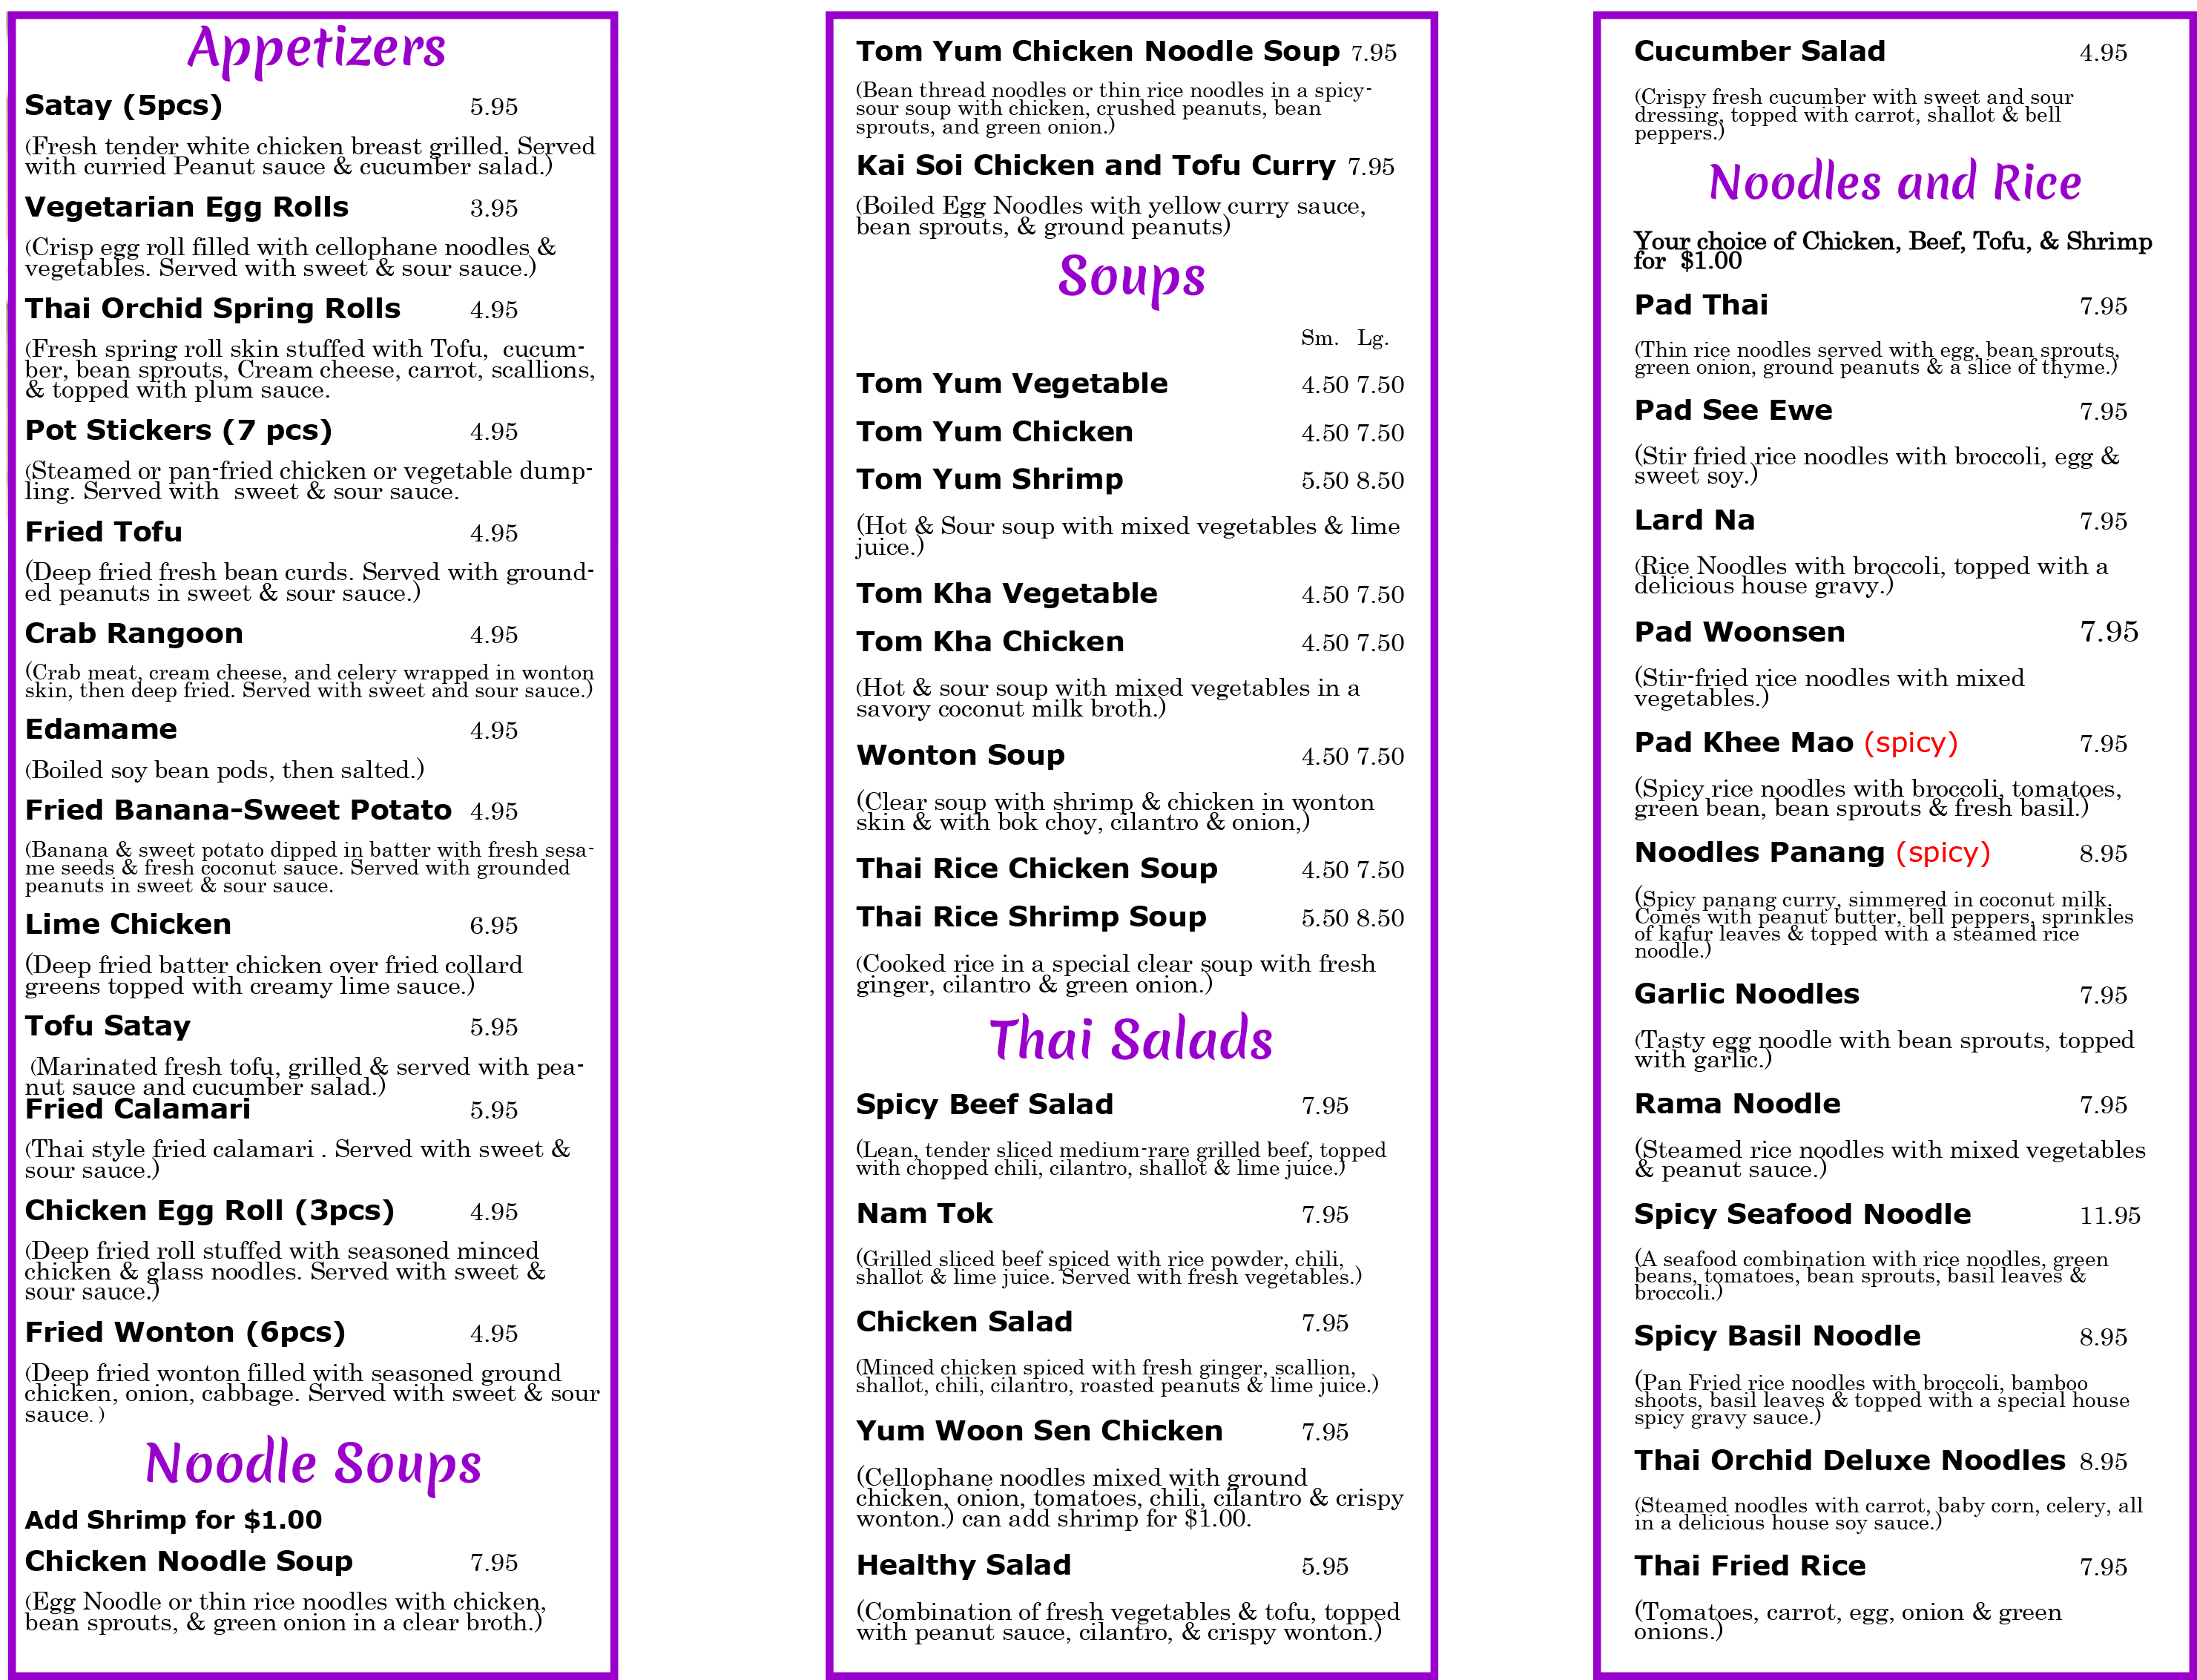 Appetizers
Satay (5pcs) 5.95
(Fresh tender white chicken breast grilled. Served
with curried Peanut sauce & cucumber salad.)
Vegetarian Egg Rolls 3.95
(Crisp egg roll filled with cellophane noodles &
vegetables. Served with sweet & sour sauce.)
Thai Orchid Spring Rolls 4.95
(Fresh spring roll skin stuffed with Tofu, cucum-
ber, bean sprouts, Cream cheese, carrot, scallions,
& topped with plum sauce.
Pot Stickers (7 pcs) 4.95
(Steamed or pan-fried chicken or vegetable dump-
ling. Served with sweet & sour sauce.
Fried Tofu 4.95
(Deep fried fresh bean curds. Served with ground-
ed peanuts in sweet & sour sauce.)
Crab Rangoon 4.95
(Crab meat, cream cheese, and celery wrapped in wonton
skin, then deep fried. Served with sweet and sour sauce.)
Edamame 4.95
(Boiled soy bean pods, then salted.)
Fried Banana-Sweet Potato 4.95
(Banana & sweet potato dipped in batter with fresh sesa-
me seeds & fresh coconut sauce. Served with grounded
peanuts in sweet & sour sauce.
Lime Chicken 6.95
(Deep fried batter chicken over fried collard
greens topped with creamy lime sauce.)
Tofu Satay 5.95
(Marinated fresh tofu, grilled & served with pea-
nut sauce and cucumber salad.)
Fried Calamari 5.95
(Thai style fried calamari . Served with sweet &
sour sauce.)
Chicken Egg Roll (3pcs) 4.95
(Deep fried roll stuffed with seasoned minced
chicken & glass noodles. Served with sweet &
sour sauce.)
Fried Wonton (6pcs) 4.95
(Deep fried wonton filled with seasoned ground
chicken, onion, cabbage. Served with sweet & sour
sauce. )
Noodle Soups
Add Shrimp for $1.00
Chicken Noodle Soup 7.95
(Egg Noodle or thin rice noodles with chicken,
bean sprouts, & green onion in a clear broth.)
Tom Yum Chicken Noodle Soup 7.95
(Bean thread noodles or thin rice noodles in a spicy-
sour soup with chicken, crushed peanuts, bean
sprouts, and green onion.)
Kai Soi Chicken and Tofu Curry 7.95
(Boiled Egg Noodles with yellow curry sauce,
bean sprouts, & ground peanuts)
Soups
Sm. Lg.
Tom Yum Vegetable 4.50 7.50
Tom Yum Chicken 4.50 7.50
Tom Yum Shrimp 5.50 8.50
(Hot & Sour soup with mixed vegetables & lime
juice.)
Tom Kha Vegetable 4.50 7.50
Tom Kha Chicken 4.50 7.50
(Hot & sour soup with mixed vegetables in a
savory coconut milk broth.)
Wonton Soup 4.50 7.50
(Clear soup with shrimp & chicken in wonton
skin & with bok choy, cilantro & onion,)
Thai Rice Chicken Soup 4.50 7.50
Thai Rice Shrimp Soup 5.50 8.50
(Cooked rice in a special clear soup with fresh
ginger, cilantro & green onion.)
Thai Salads
Spicy Beef Salad 7.95
(Lean, tender sliced medium-rare grilled beef, topped
with chopped chili, cilantro, shallot & lime juice.)
Nam Tok 7.95
(Grilled sliced beef spiced with rice powder, chili,
shallot & lime juice. Served with fresh vegetables.)
Chicken Salad 7.95
(Minced chicken spiced with fresh ginger, scallion,
shallot, chili, cilantro, roasted peanuts & lime juice.)
Yum Woon Sen Chicken 7.95
(Cellophane noodles mixed with ground
chicken, onion, tomatoes, chili, cilantro & crispy
wonton.) can add shrimp for $1.00.
Healthy Salad 5.95
(Combination of fresh vegetables & tofu, topped
with peanut sauce, cilantro, & crispy wonton.)
Cucumber Salad 4.95
(Crispy fresh cucumber with sweet and sour
dressing, topped with carrot, shallot & bell
peppers.)
Noodles and Rice
Your choice of Chicken, Beef, Tofu, & Shrimp
for $1.00
Pad Thai 7.95
(Thin rice noodles served with egg, bean sprouts,
green onion, ground peanuts & a slice of thyme.)
Pad See Ewe 7.95
(Stir fried rice noodles with broccoli, egg &
sweet soy.)
Lard Na 7.95
(Rice Noodles with broccoli, topped with a
delicious house gravy.)
Pad Woonsen 7.95
(Stir-fried rice noodles with mixed
vegetables.)
Pad Khee Mao (spicy) 7.95
(Spicy rice noodles with broccoli, tomatoes,
green bean, bean sprouts & fresh basil.)
Noodles Panang (spicy) 8.95
(Spicy panang curry, simmered in coconut milk.
Comes with peanut butter, bell peppers, sprinkles
of kafur leaves & topped with a steamed rice
noodle.)
Garlic Noodles 7.95
(Tasty egg noodle with bean sprouts, topped
with garlic.)
Rama Noodle 7.95
(Steamed rice noodles with mixed vegetables
& peanut sauce.)
Spicy Seafood Noodle 11.95
(A seafood combination with rice noodles, green
beans, tomatoes, bean sprouts, basil leaves &
broccoli.)
Spicy Basil Noodle 8.95
(Pan Fried rice noodles with broccoli, bamboo
shoots, basil leaves & topped with a special house
spicy gravy sauce.)
Thai Orchid Deluxe Noodles 8.95
(Steamed noodles with carrot, baby corn, celery, all
in a delicious house soy sauce.)
Thai Fried Rice 7.95
(Tomatoes, carrot, egg, onion & green
onions.)